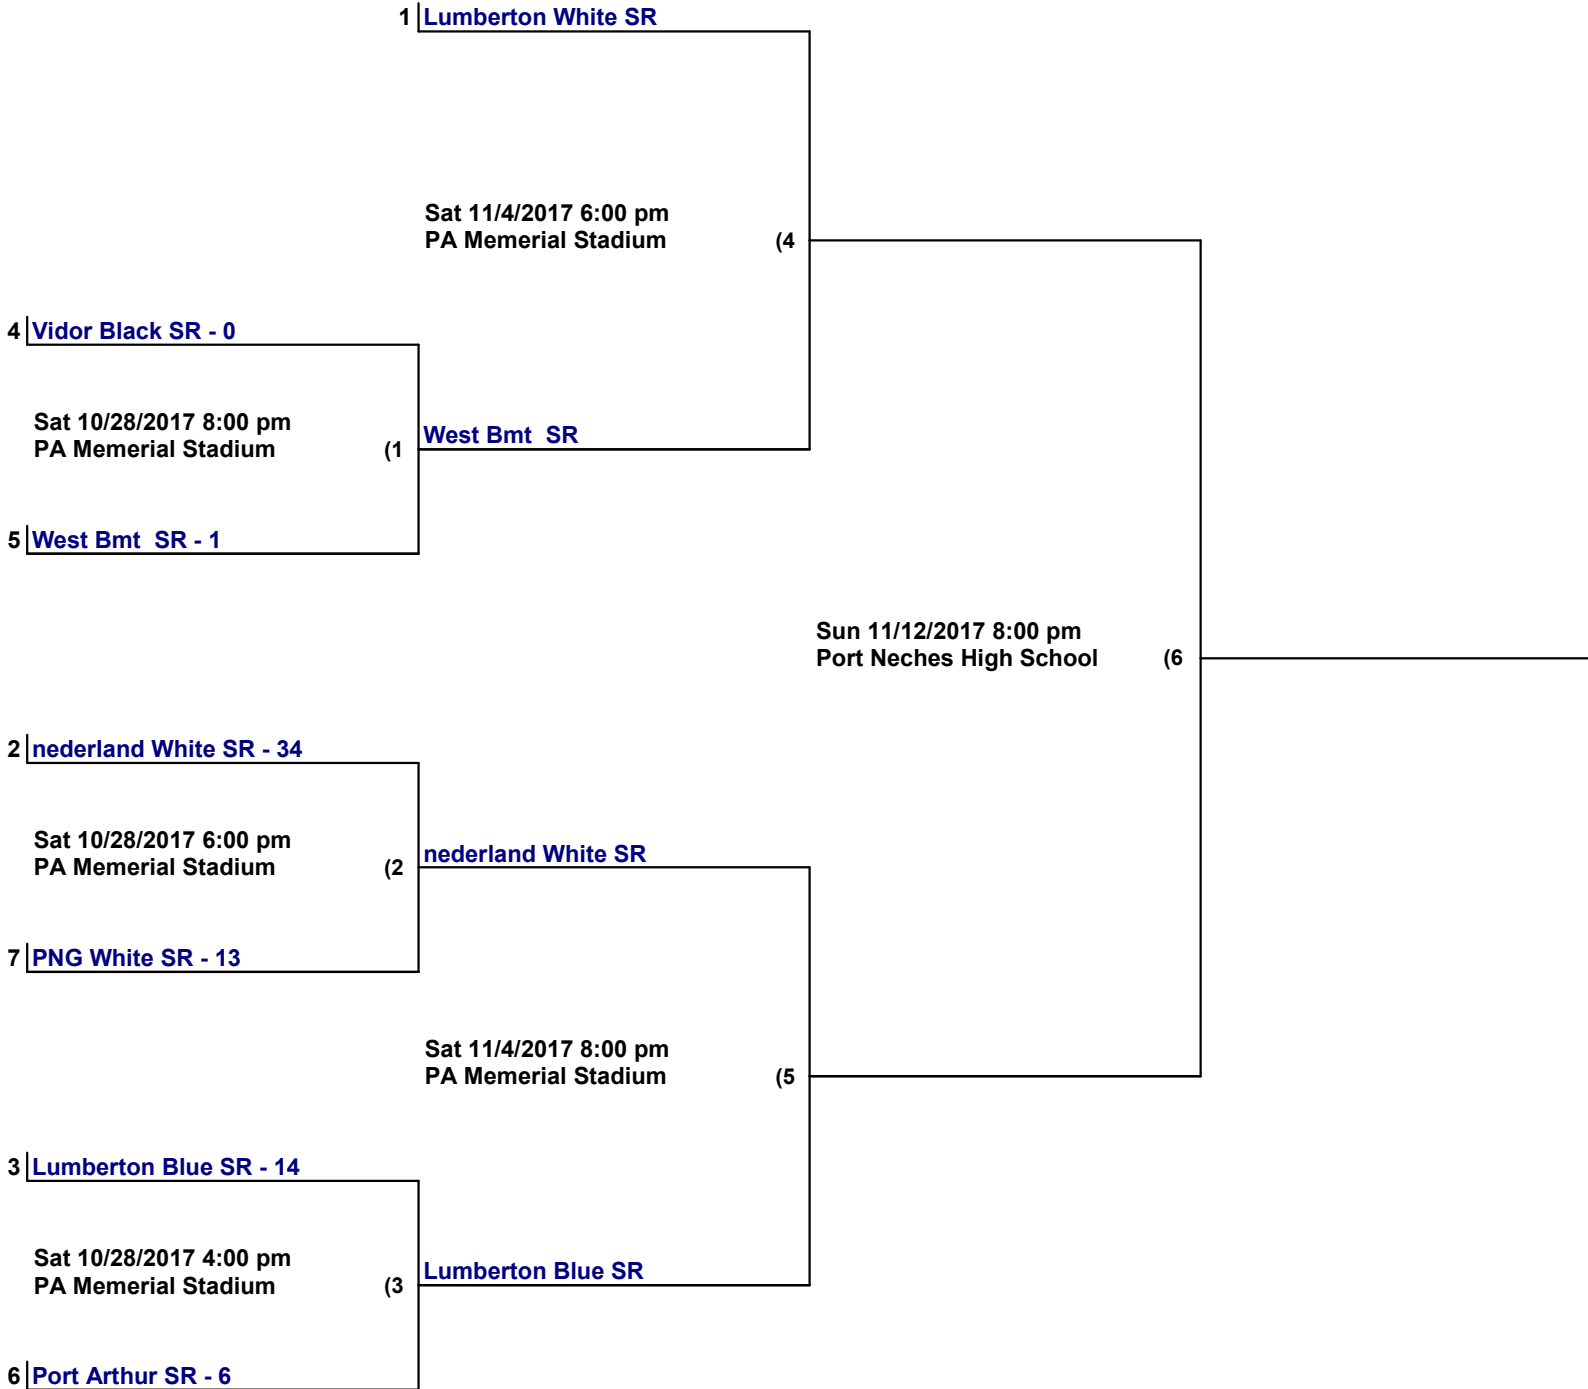 1 Lumberton White SR
Sat 11/4/2017 6:00 pm
PA Memerial Stadium (4
4 Vidor Black SR - 0
Sat 10/28/2017 8:00 pm
PA Memerial Stadium (1
West Bmt  SR
5 West Bmt  SR - 1
Sun 11/12/2017 8:00 pm
Port Neches High School (6
2 nederland White SR - 34
Sat 10/28/2017 6:00 pm
PA Memerial Stadium (2
nederland White SR
7 PNG White SR - 13
Sat 11/4/2017 8:00 pm
PA Memerial Stadium (5
3 Lumberton Blue SR - 14
Sat 10/28/2017 4:00 pm
PA Memerial Stadium (3
Lumberton Blue SR
6 Port Arthur SR - 6